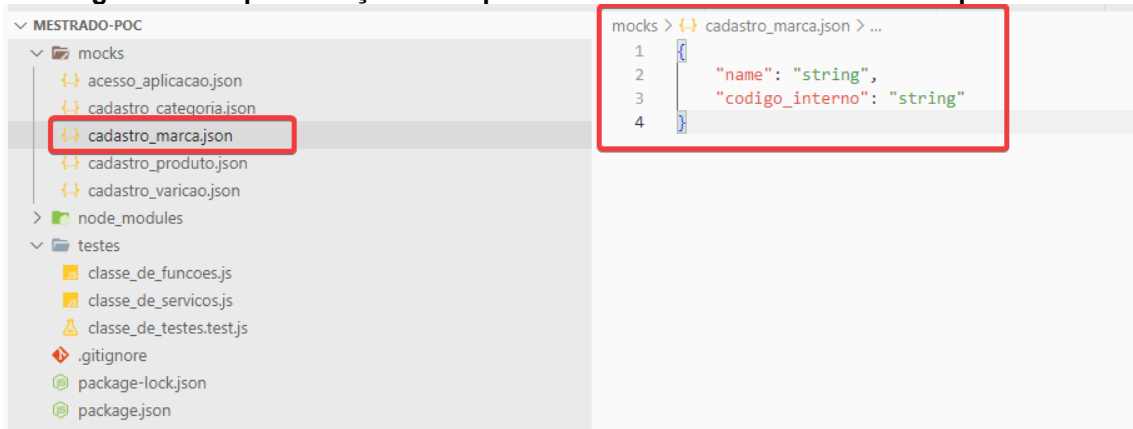 MESTRADO-POC
mocks
acesso_aplicacao.json
cadastro_categoria.json
cadastro_marca.json
cadastro_produto.json
cadastro_varicao.json
node_modules
testes
JS classe_de_funcoes.js
JS classe_de_servicos.js
classe_de_testes.test.js
.gitignore
package-lock.json
package.json
mocks > {..} cadastro_marca.json > ...
1 {
2 "name": "string",
3 "codigo_interno": "string"
4 }